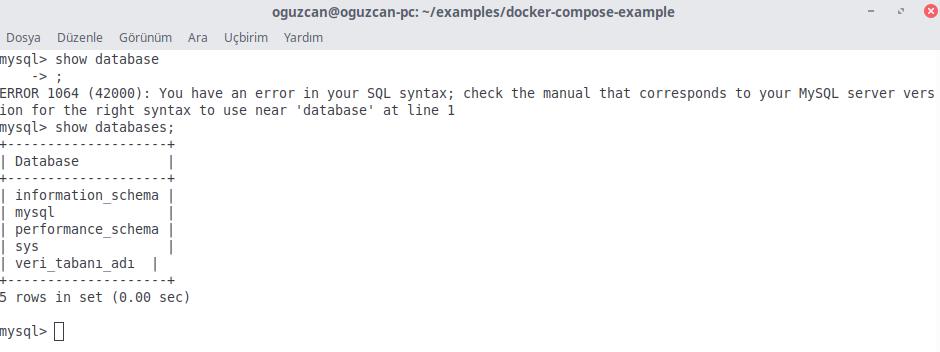 oguzcan@oguzcan-pc: ~/examples/docker-compose-example
Dosya Düzenle Görünüm Ara Uçbirim Yardım
mysql> show database
    -> ;
ERROR 1064 (42000): You have an error in your SQL syntax; check the manual that corresponds to your MySQL server vers
ion for the right syntax to use near 'database' at line 1
mysql> show databases;
+--------------------+
| Database           |
+--------------------+
| information_schema |
| mysql              |
| performance_schema |
| sys                |
| veri_tabanı_adı  |
+--------------------+
5 rows in set (0.00 sec)

mysql>